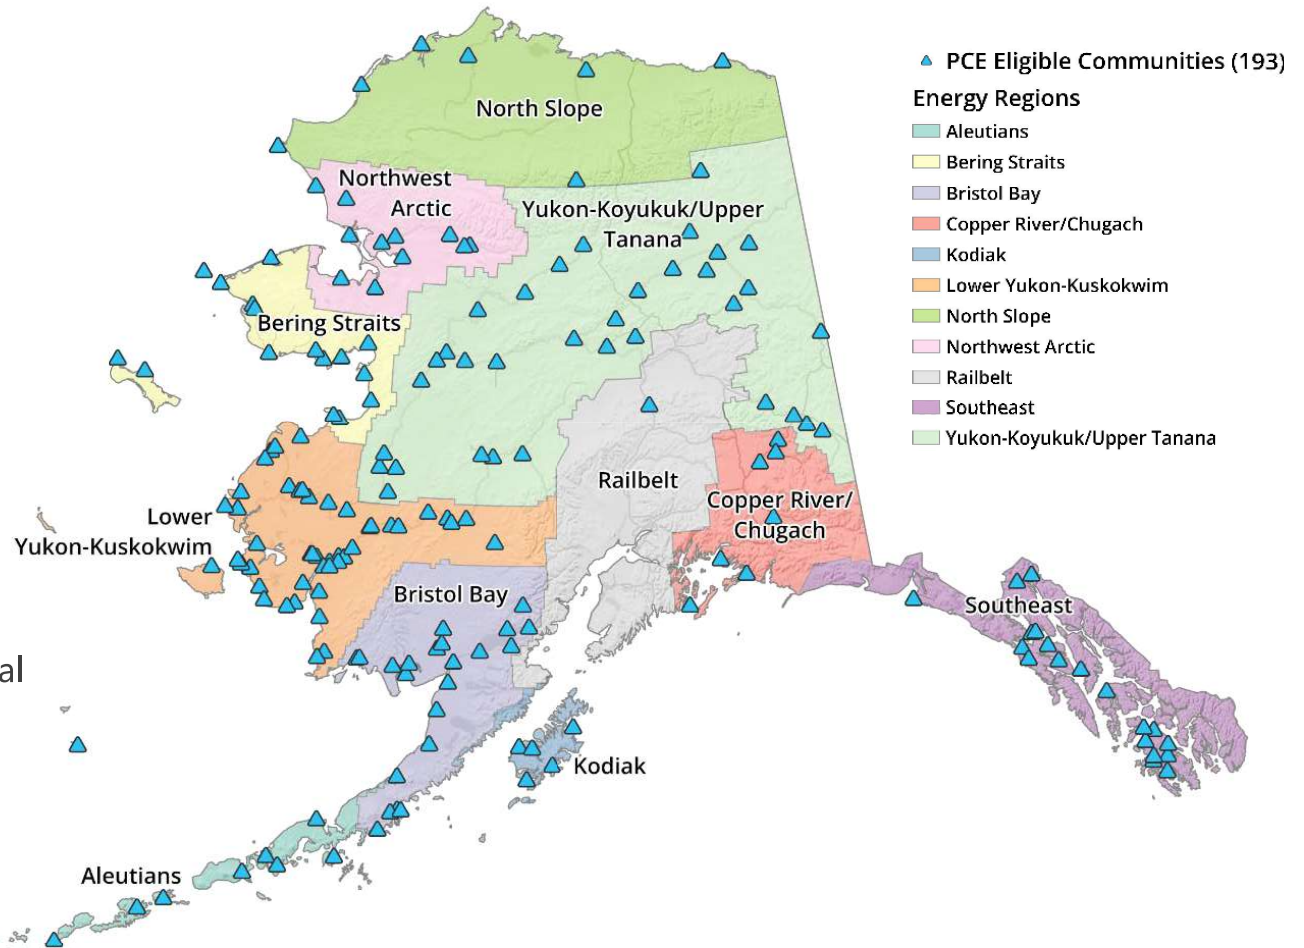 PCE Eligible Communities (193)
Energy Regions
Aleutians
Bering Straits
Bristol Bay
Copper River/Chugach
Kodiak
Lower Yukon-Kuskokwim
North Slope
Northwest Arctic
Railbelt
Southeast
Yukon-Koyukuk/Upper Tanana
North Slope
Northwest
Arctic
Yukon-Koyukuk/Upper
Tanana
Bering Straits
Railbelt
Copper River/
Chugach
Lower
Yukon-Kuskokwim
Bristol Bay
Southeast
al
Kodiak
Aleutians